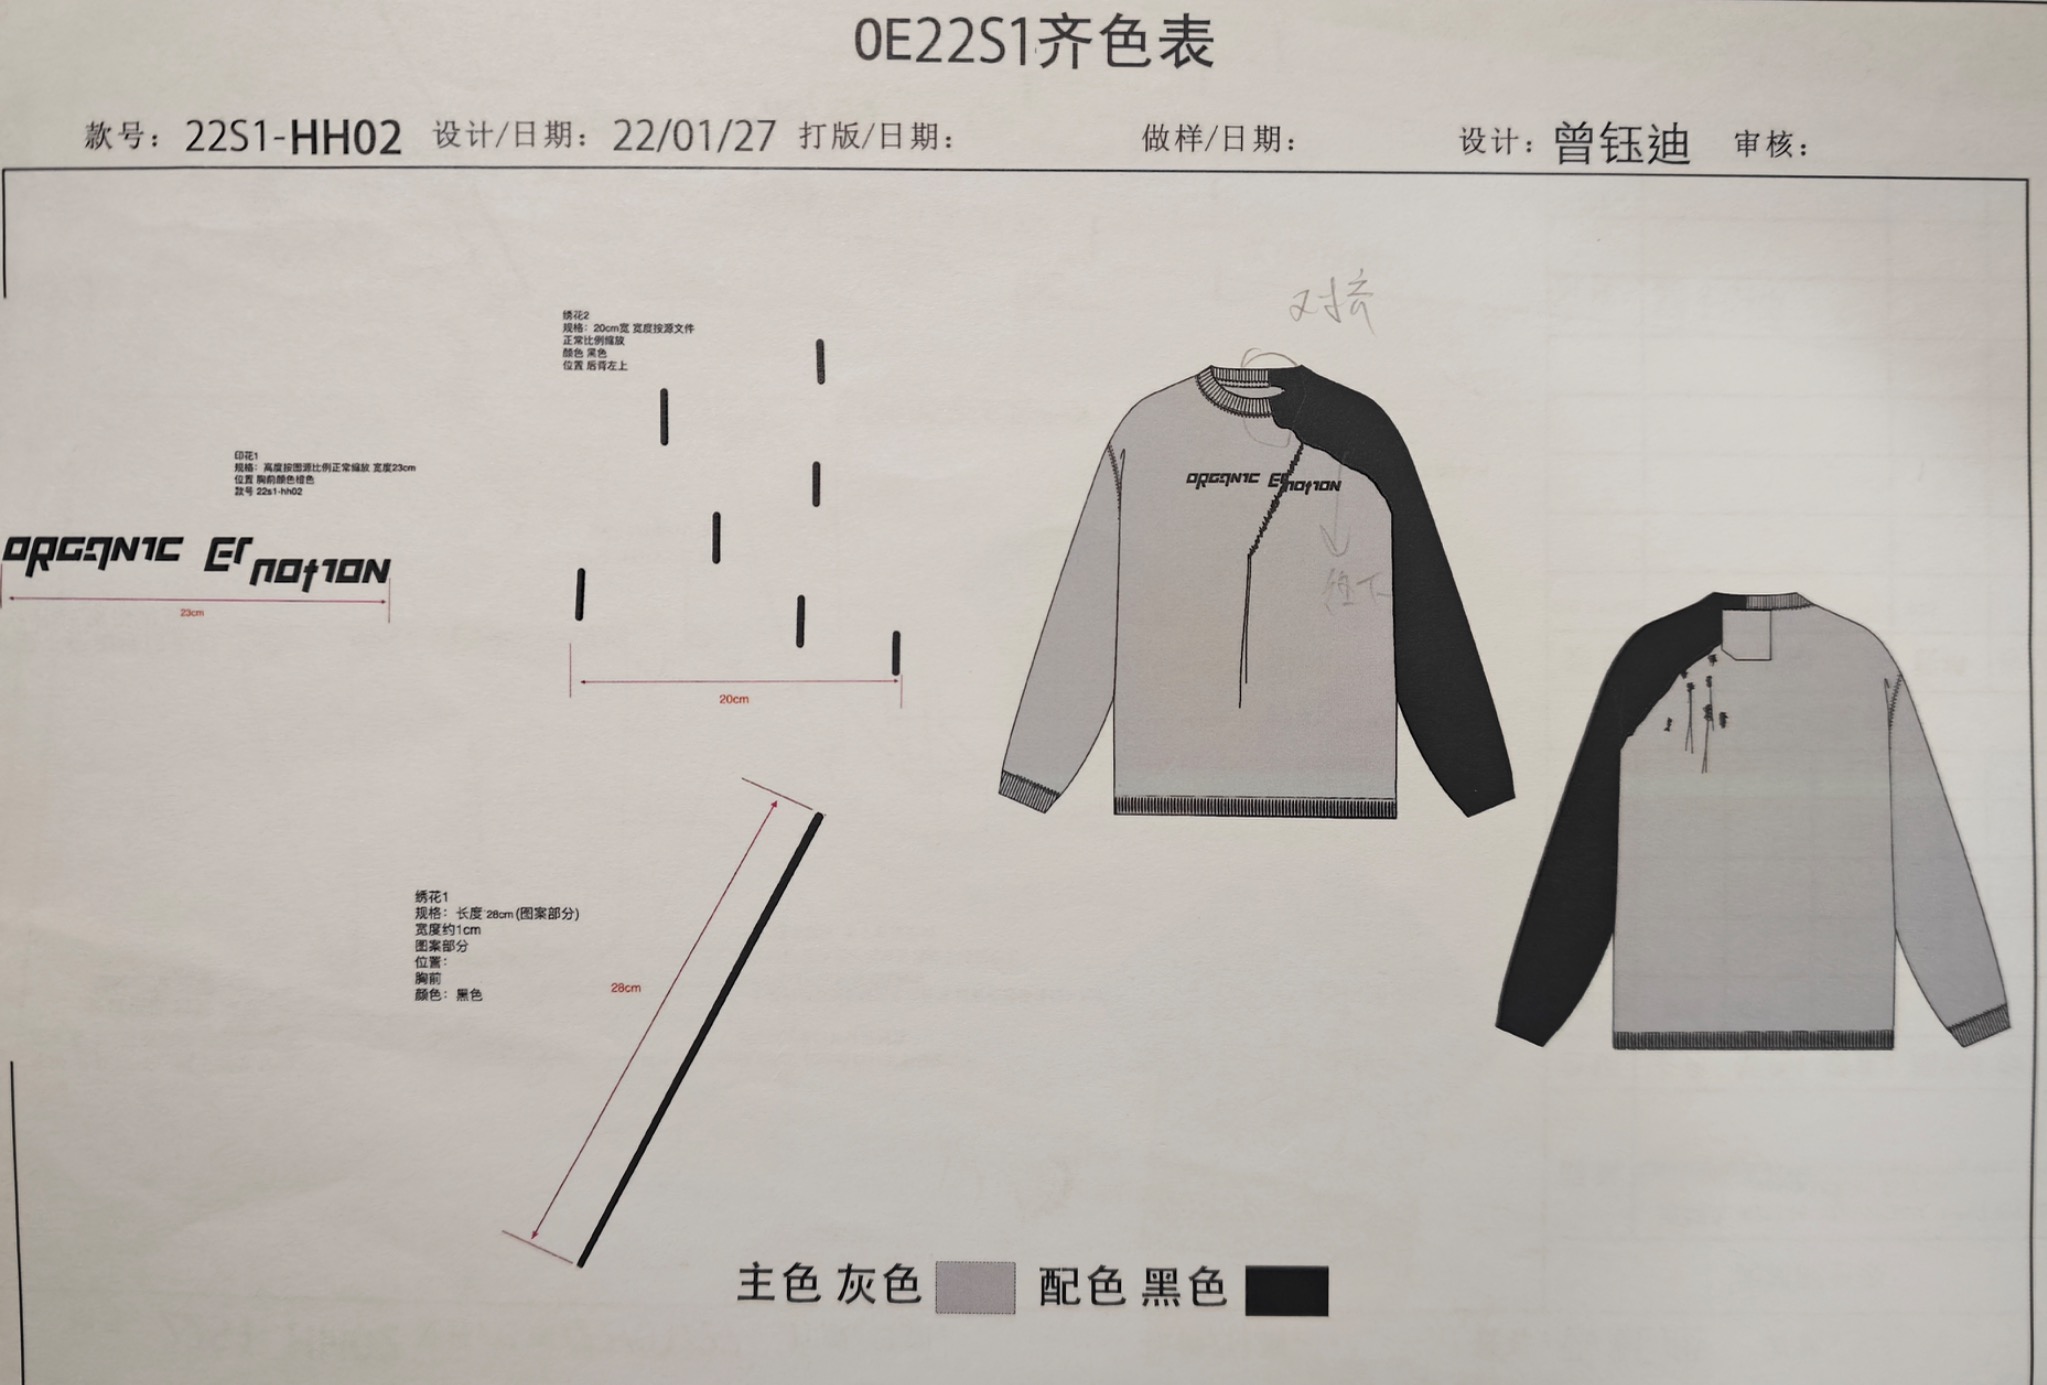 OE22S1齐色表
款号：22S1-HH02 设计/日期：22/01/27 打版/日期： 做样/日期： 设计：曾钰迪 审核：
绣花2
规格：20cm宽 宽度按源文件
正常比例缩放
颜色 黑色
位置 后背左上
印花1
规格：高度按图源比例正常缩放 宽度23cm
位置 胸前颜色橙色
款号 22s1-hh02
ORGANIC EMOTION
23cm
20cm
对齐
ORGANIC EMOTION
往下
绣花1
规格：长度 28cm (图案部分)
宽度约1cm
图案部分
位置：
胸前
颜色：黑色
28cm
主色 灰色 配色 黑色